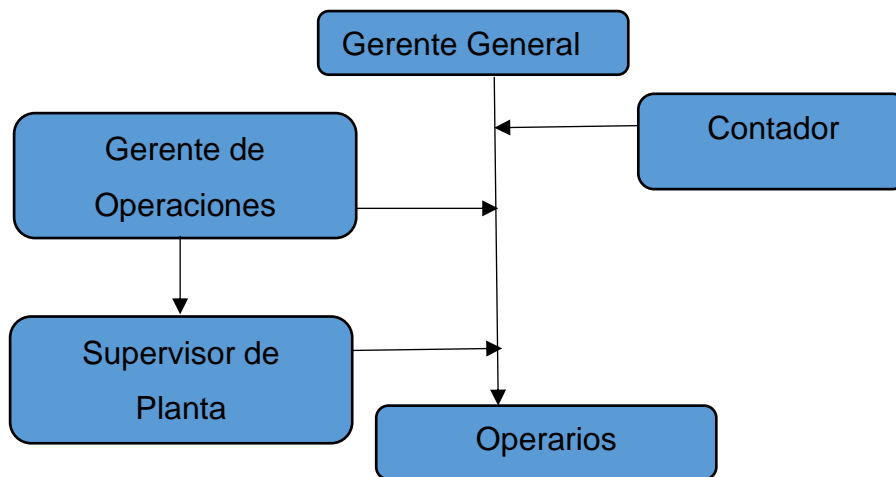 Gerente General
Contador
Gerente de
Operaciones
Supervisor de
Planta
Operarios